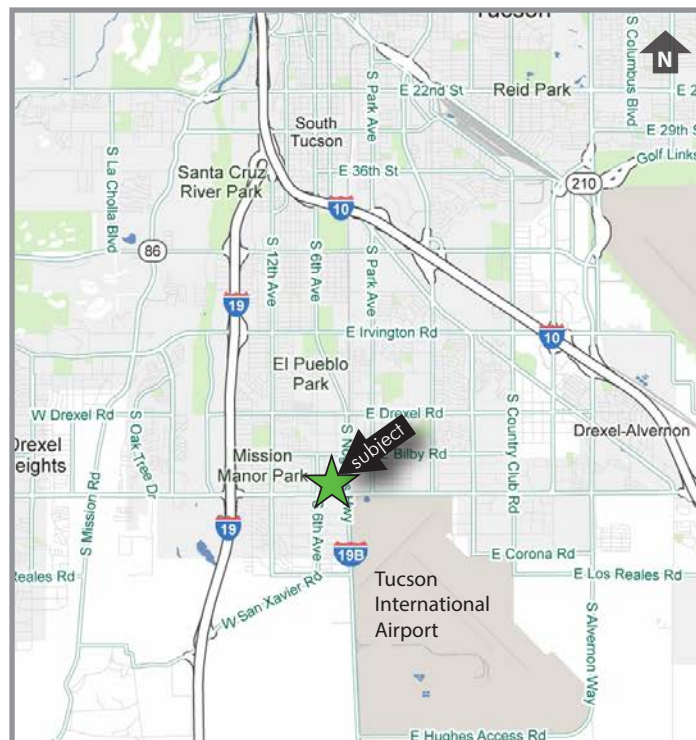 Tucson
N
S Columbus Blvd
S Park Ave
E 22nd St
Reid Park
South
Tucson
E 29th St
Golf Links
S La Cholla Blvd
Santa Cruz
River Park
E 36th St
210
10
86
S 12th Ave
S 6th Ave
S Park Ave
19
E Irvington Rd
10
El Pueblo
Park
W Drexel Rd
E Drexel Rd
S Oak Tree Dr
S Country Club Rd
Drexel-Alvernon
subject
Mission
Manor Park
Bilby Rd
Hwy
S Mission Rd
19
S 6th Ave
19B
E Corona Rd
W San Xavier Rd
E Los Reales Rd
Tucson
International
Airport
S Alvernon Way
E Hughes Access Rd